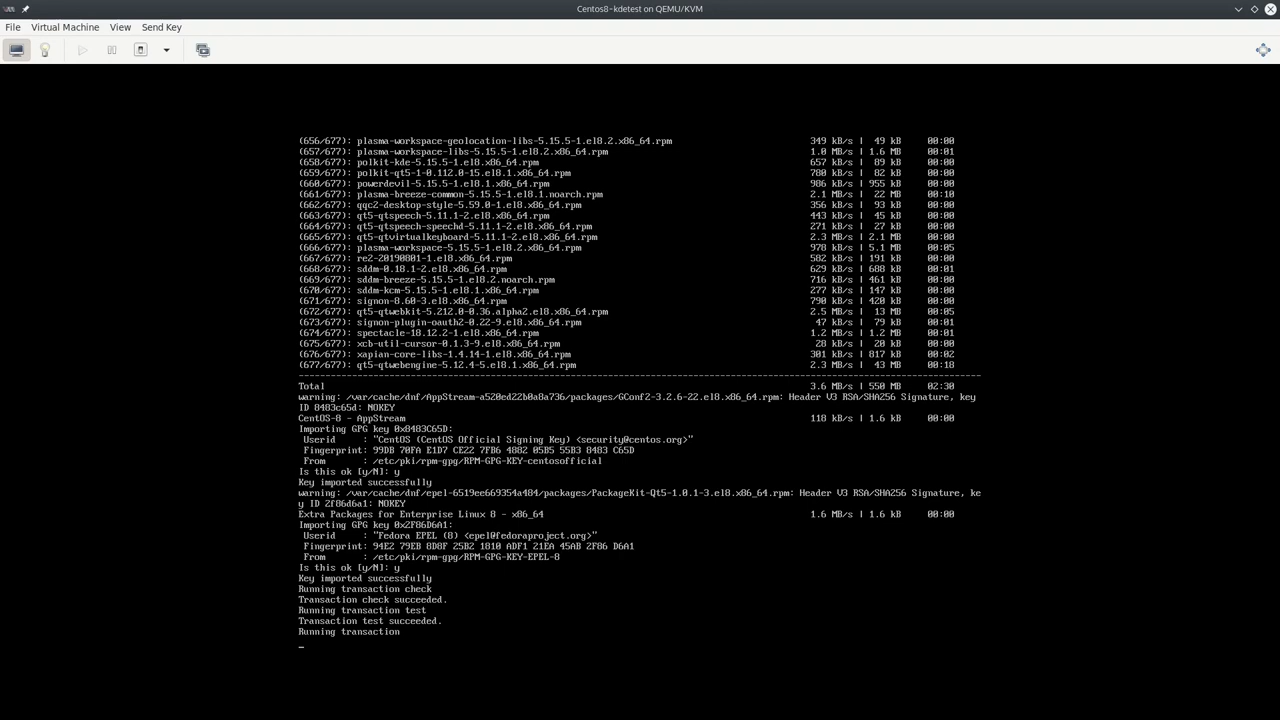 Centos8-kdetest on QEMU/KVM
File Virtual Machine View Send Key
(656/677): plasma-workspace-geolocation-libs-5.15.5-1.el8.2.x86_64.rpm 349 kB/s | 49 kB 00:00
(657/677): plasma-workspace-libs-5.15.5-1.el8.2.x86_64.rpm 1.0 MB/s | 1.6 MB 00:01
(658/677): polkit-kde-5.15.5-1.el8.x86_64.rpm 657 kB/s | 89 kB 00:00
(659/677): polkit-qt5-1-0.112.0-15.el8.1.x86_64.rpm 780 kB/s | 82 kB 00:00
(660/677): powerdevil-5.15.5-1.el8.1.x86_64.rpm 986 kB/s | 955 kB 00:00
(661/677): plasma-breeze-common-5.15.5-1.el8.1.noarch.rpm 2.1 MB/s | 22 MB 00:10
(662/677): qqc2-desktop-style-5.59.0-1.el8.x86_64.rpm 356 kB/s | 93 kB 00:00
(663/677): qt5-qtspeech-5.11.1-2.el8.x86_64.rpm 443 kB/s | 45 kB 00:00
(664/677): qt5-qtspeech-speechd-5.11.1-2.el8.x86_64.rpm 271 kB/s | 27 kB 00:00
(665/677): qt5-qtvirtualkeyboard-5.11.1-2.el8.x86_64.rpm 2.3 MB/s | 2.1 MB 00:00
(666/677): plasma-workspace-5.15.5-1.el8.2.x86_64.rpm 978 kB/s | 5.1 MB 00:05
(667/677): re2-20190801-1.el8.x86_64.rpm 582 kB/s | 191 kB 00:00
(668/677): sddm-0.18.1-2.el8.x86_64.rpm 629 kB/s | 688 kB 00:01
(669/677): sddm-breeze-5.15.5-1.el8.2.noarch.rpm 716 kB/s | 461 kB 00:00
(670/677): sddm-kcm-5.15.5-1.el8.1.x86_64.rpm 277 kB/s | 147 kB 00:00
(671/677): signon-8.60-3.el8.x86_64.rpm 790 kB/s | 420 kB 00:00
(672/677): qt5-qtwebkit-5.212.0-0.36.alpha2.el8.x86_64.rpm 2.5 MB/s | 13 MB 00:05
(673/677): signon-plugin-oauth2-0.22-9.el8.x86_64.rpm 47 kB/s | 79 kB 00:01
(674/677): spectacle-18.12.2-1.el8.x86_64.rpm 1.2 MB/s | 1.2 MB 00:01
(675/677): xcb-util-cursor-0.1.3-9.el8.x86_64.rpm 28 kB/s | 20 kB 00:00
(676/677): xapian-core-libs-1.4.14-1.el8.x86_64.rpm 301 kB/s | 817 kB 00:02
(677/677): qt5-qtwebengine-5.12.4-5.el8.1.x86_64.rpm 2.3 MB/s | 43 MB 00:18
--------------------------------------------------------------------------------------------------------------------------------
Total 3.6 MB/s | 550 MB 02:30
warning: /var/cache/dnf/AppStream-a520ed22b0a8a736/packages/GConf2-3.2.6-22.el8.x86_64.rpm: Header V3 RSA/SHA256 Signature, key
ID 8483c65d: NOKEY
CentOS-8 - AppStream 118 kB/s | 1.6 kB 00:00
Importing GPG key 0x8483C65D:
Userid : "CentOS (CentOS Official Signing Key) <security@centos.org>"
Fingerprint: 99DB 70FA E1D7 CE22 7FB6 4882 05B5 55B3 8483 C65D
From : /etc/pki/rpm-gpg/RPM-GPG-KEY-centosofficial
Is this ok [y/N]: y
Key imported successfully
warning: /var/cache/dnf/epel-6519ee669354a484/packages/PackageKit-Qt5-1.0.1-3.el8.x86_64.rpm: Header V3 RSA/SHA256 Signature, ke
y ID 2f86d6a1: NOKEY
Extra Packages for Enterprise Linux 8 - x86_64 1.6 MB/s | 1.6 kB 00:00
Importing GPG key 0x2F86D6A1:
Userid : "Fedora EPEL (8) <epel@fedoraproject.org>"
Fingerprint: 94E2 79EB 8D8F 25B2 1810 ADF1 21EA 45AB 2F86 D6A1
From : /etc/pki/rpm-gpg/RPM-GPG-KEY-EPEL-8
Is this ok [y/N]: y
Key imported successfully
Running transaction check
Transaction check succeeded.
Running transaction test
Transaction test succeeded.
Running transaction
_